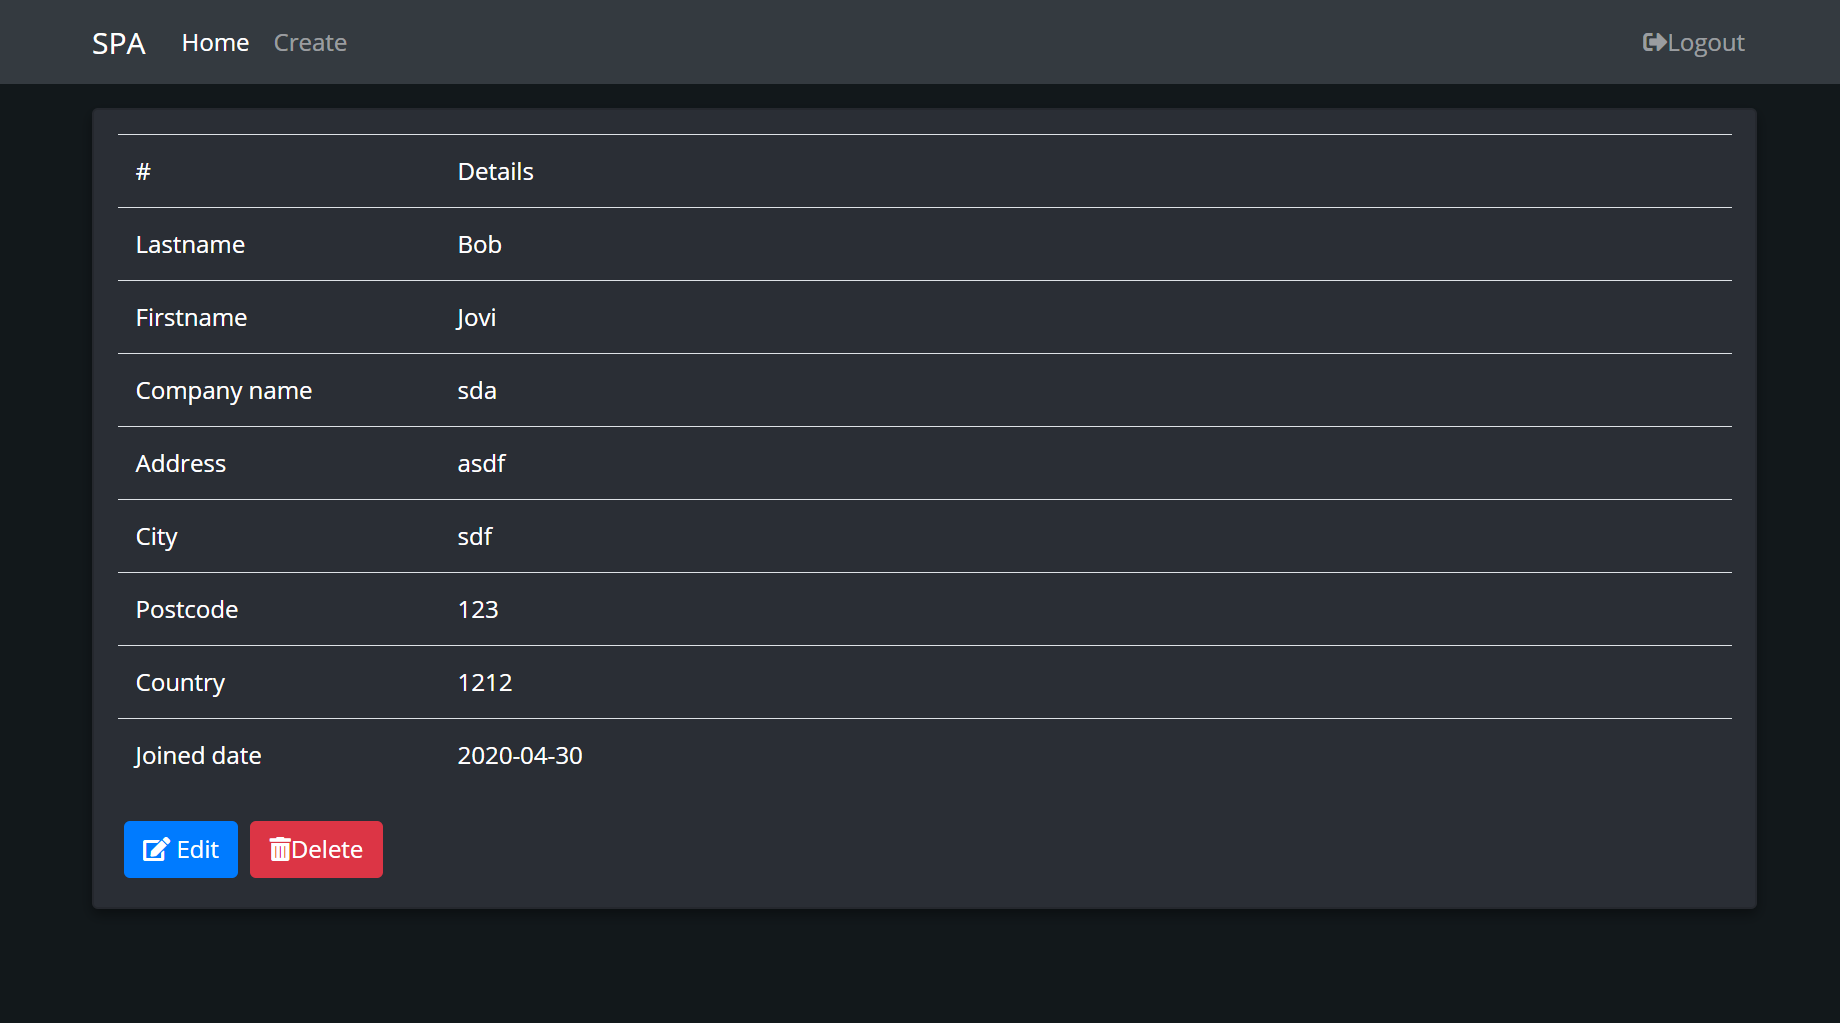 SPA Home Create Logout
# Details
Lastname Bob
Firstname Jovi
Company name sda
Address asdf
City sdf
Postcode 123
Country 1212
Joined date 2020-04-30
Edit Delete